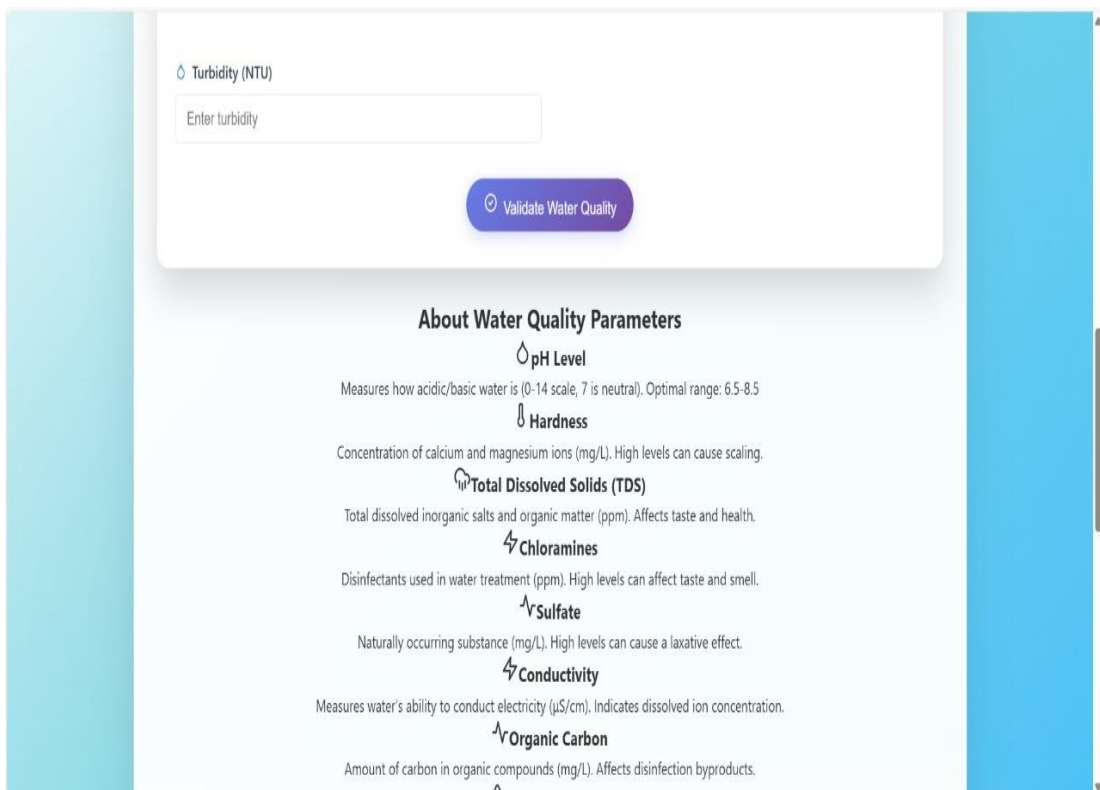 Turbidity (NTU)
Enter turbidity
Validate Water Quality
About Water Quality Parameters
pH Level
Measures how acidic/basic water is (0-14 scale, 7 is neutral). Optimal range: 6.5-8.5
Hardness
Concentration of calcium and magnesium ions (mg/L). High levels can cause scaling.
Total Dissolved Solids (TDS)
Total dissolved inorganic salts and organic matter (ppm). Affects taste and health.
Chloramines
Disinfectants used in water treatment (ppm). High levels can affect taste and smell.
Sulfate
Naturally occurring substance (mg/L). High levels can cause a laxative effect.
Conductivity
Measures water's ability to conduct electricity (μS/cm). Indicates dissolved ion concentration.
Organic Carbon
Amount of carbon in organic compounds (mg/L). Affects disinfection byproducts.